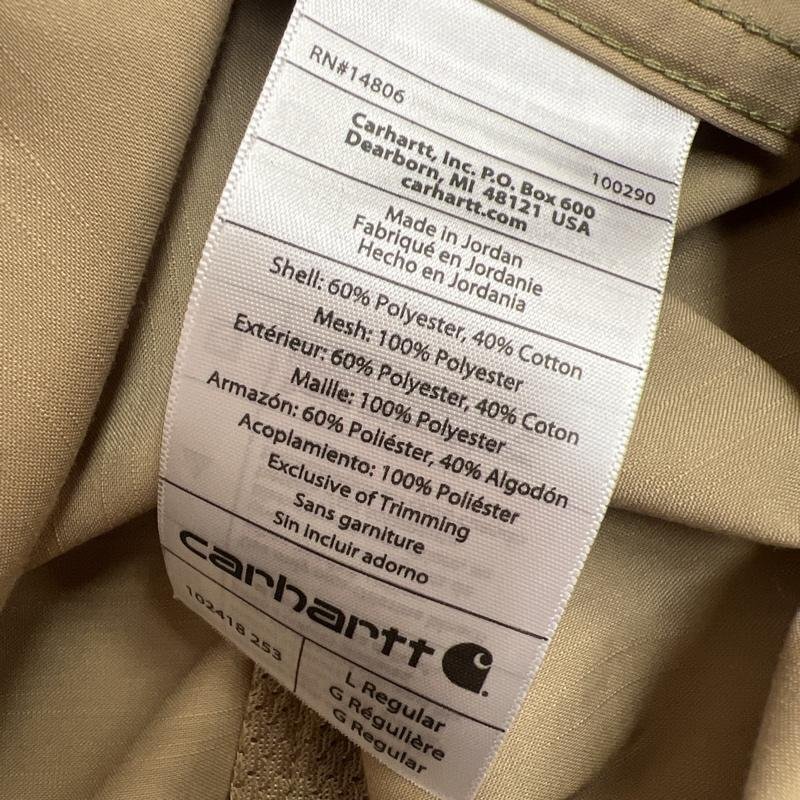 RN#14806
100290
Carhartt, Inc. P.O. Box 600
Dearborn, MI 48121 USA
carhartt.com
Made in Jordan
Fabriqué en Jordanie
Hecho en Jordania
Shell: 60% Polyester, 40% Cotton
Mesh: 100% Polyester
Extérieur: 60% Polyester, 40% Coton
Maille: 100% Polyester
Armazón: 60% Poliéster, 40% Algodón
Acoplamiento: 100% Poliéster
Exclusive of Trimming
Sans garniture
Sin Incluir adorno
carhartt
102418 253
L Regular
G Régulière
G Regular